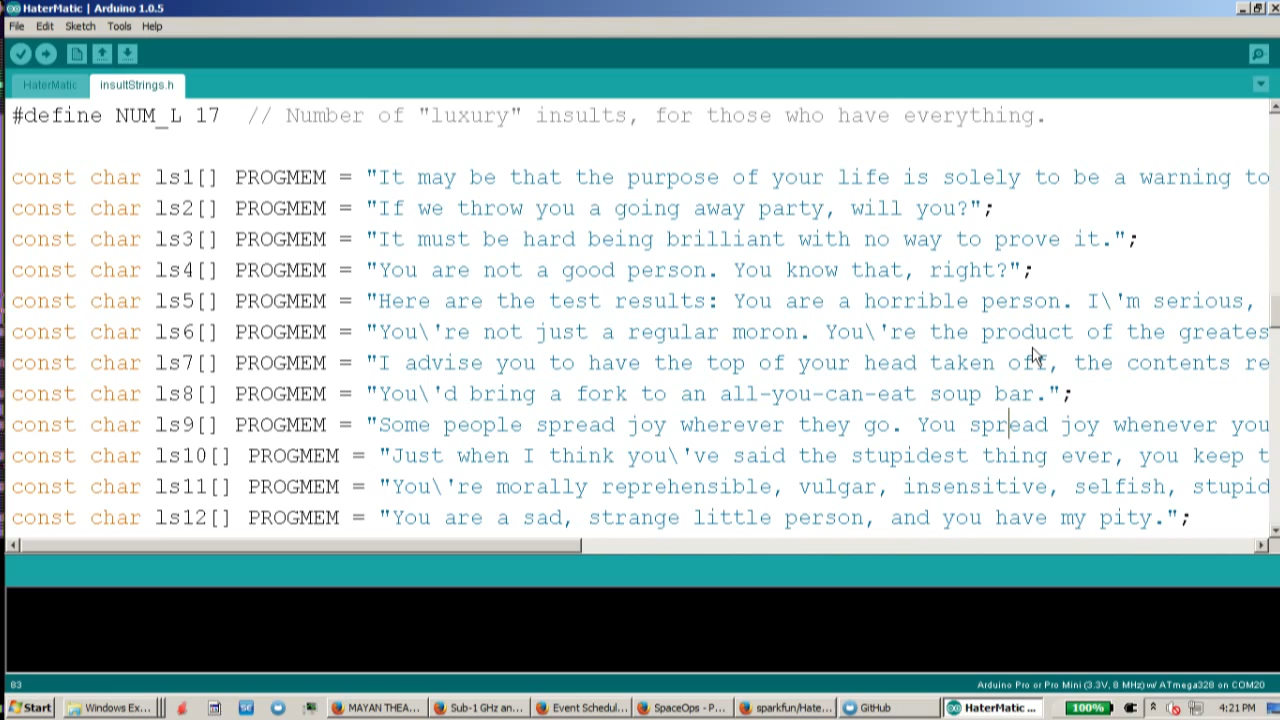 HaterMatic | Arduino 1.0.5
File Edit Sketch Tools Help
HaterMatic insultStrings.h
#define NUM_L 17 // Number of "luxury" insults, for those who have everything.
const char ls1[] PROGMEM = "It may be that the purpose of your life is solely to be a warning to
const char ls2[] PROGMEM = "If we throw you a going away party, will you?";
const char ls3[] PROGMEM = "It must be hard being brilliant with no way to prove it.";
const char ls4[] PROGMEM = "You are not a good person. You know that, right?";
const char ls5[] PROGMEM = "Here are the test results: You are a horrible person. I\'m serious,
const char ls6[] PROGMEM = "You\'re not just a regular moron. You\'re the product of the greates
const char ls7[] PROGMEM = "I advise you to have the top of your head taken off, the contents re
const char ls8[] PROGMEM = "You\'d bring a fork to an all-you-can-eat soup bar.";
const char ls9[] PROGMEM = "Some people spread joy wherever they go. You spread joy whenever you
const char ls10[] PROGMEM = "Just when I think you\'ve said the stupidest thing ever, you keep t
const char ls11[] PROGMEM = "You\'re morally reprehensible, vulgar, insensitive, selfish, stupid
const char ls12[] PROGMEM = "You are a sad, strange little person, and you have my pity.";
83 Arduino Pro or Pro Mini (3.3V, 8 MHz) w/ ATmega328 on COM20
Start Windows Ex... MAYAN THEA... Sub-1 GHz an... Event Schedul... SpaceOps - P... sparkfun/Hate... GitHub HaterMatic ... 100% 4:21 PM